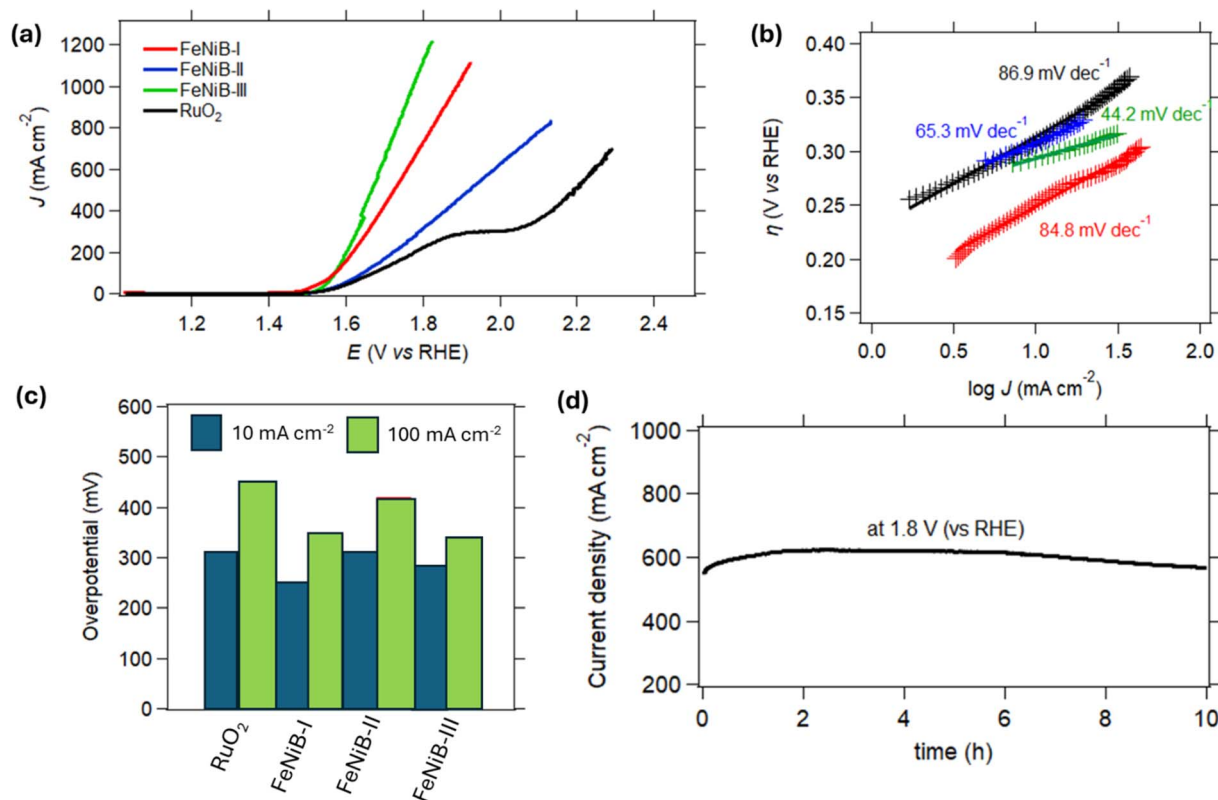 (a)
1200
1000
800
600
400
200
0
J (mA cm⁻²)
FeNiB-I
FeNiB-II
FeNiB-III
RuO₂
1.2 1.4 1.6 1.8 2.0 2.2 2.4
E (V vs RHE)
(b)
0.40
0.35
0.30
0.25
0.20
0.15
η (V vs RHE)
86.9 mV dec⁻¹
65.3 mV dec⁻¹
44.2 mV dec⁻¹
84.8 mV dec⁻¹
0.0 0.5 1.0 1.5 2.0
log J (mA cm⁻²)
(c)
600
500
400
300
200
100
0
Overpotential (mV)
10 mA cm⁻² 100 mA cm⁻²
RuO₂
FeNiB-I
FeNiB-II
FeNiB-III
(d)
1000
800
600
400
200
Current density (mA cm⁻²)
at 1.8 V (vs RHE)
0 2 4 6 8 10
time (h)